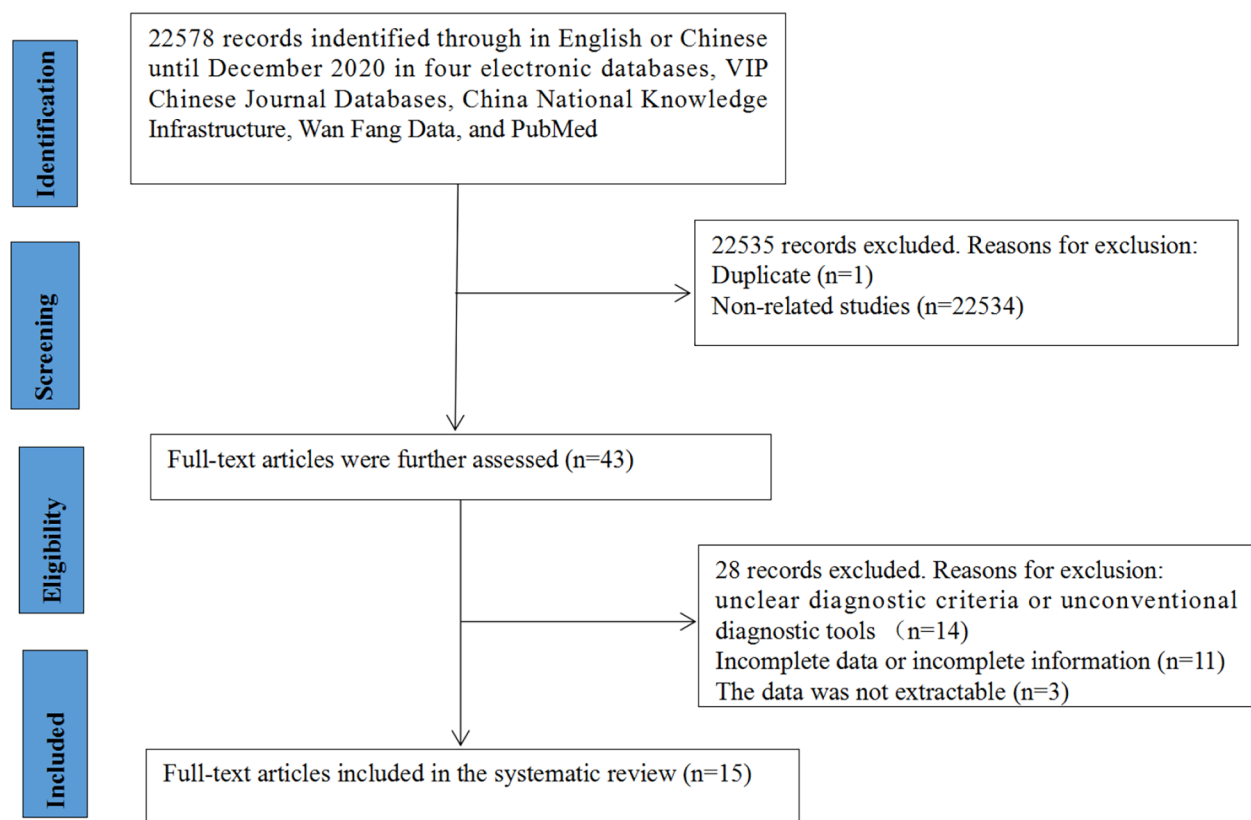 Identification
22578 records indentified through in English or Chinese
until December 2020 in four electronic databases, VIP
Chinese Journal Databases, China National Knowledge
Infrastructure, Wan Fang Data, and PubMed
Screening
22535 records excluded. Reasons for exclusion:
Duplicate (n=1)
Non-related studies (n=22534)
Eligibility
Full-text articles were further assessed (n=43)
28 records excluded. Reasons for exclusion:
unclear diagnostic criteria or unconventional
diagnostic tools （n=14)
Incomplete data or incomplete information (n=11)
The data was not extractable (n=3)
Included
Full-text articles included in the systematic review (n=15)